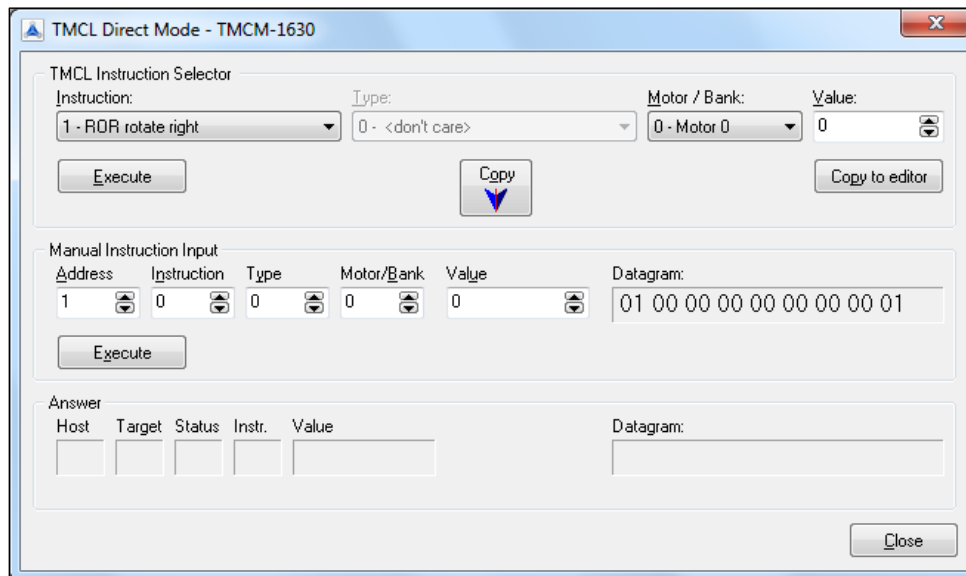 TMCL Direct Mode - TMCM-1630
TMCL Instruction Selector
Instruction: Type: Motor / Bank: Value:
1 - ROR rotate right 0 - <don't care> 0 - Motor 0 0
Execute Copy Copy to editor
Manual Instruction Input
Address Instruction Type Motor/Bank Value Datagram:
1 0 0 0 0 01 00 00 00 00 00 00 00 01
Execute
Answer
Host Target Status Instr. Value Datagram:
Close